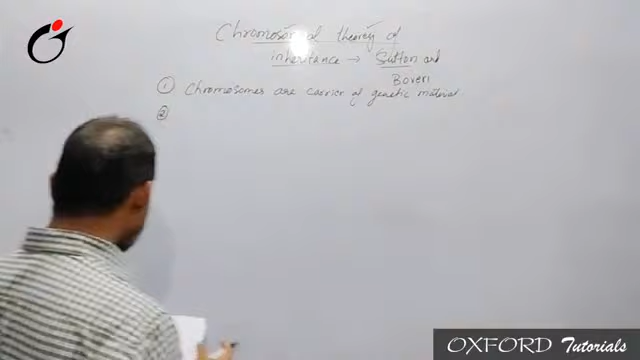 Chromosomal theory of
inheritance → Sutton and
Boveri
① Chromosomes are carrier of genetic material
②
OXFORD Tutorials